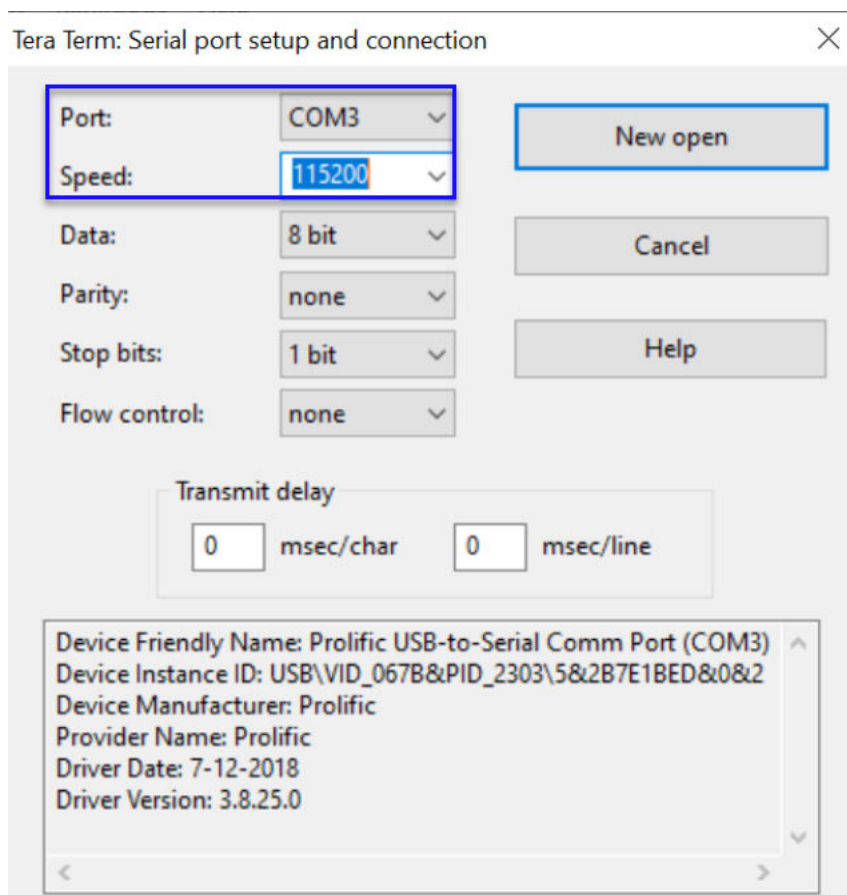 Tera Term: Serial port setup and connection
Port: COM3
New open
Speed: 115200
Data: 8 bit
Cancel
Parity: none
Stop bits: 1 bit
Help
Flow control: none
Transmit delay
0 msec/char 0 msec/line
Device Friendly Name: Prolific USB-to-Serial Comm Port (COM3)
Device Instance ID: USB\VID_067B&PID_2303\5&2B7E1BED&0&2
Device Manufacturer: Prolific
Provider Name: Prolific
Driver Date: 7-12-2018
Driver Version: 3.8.25.0